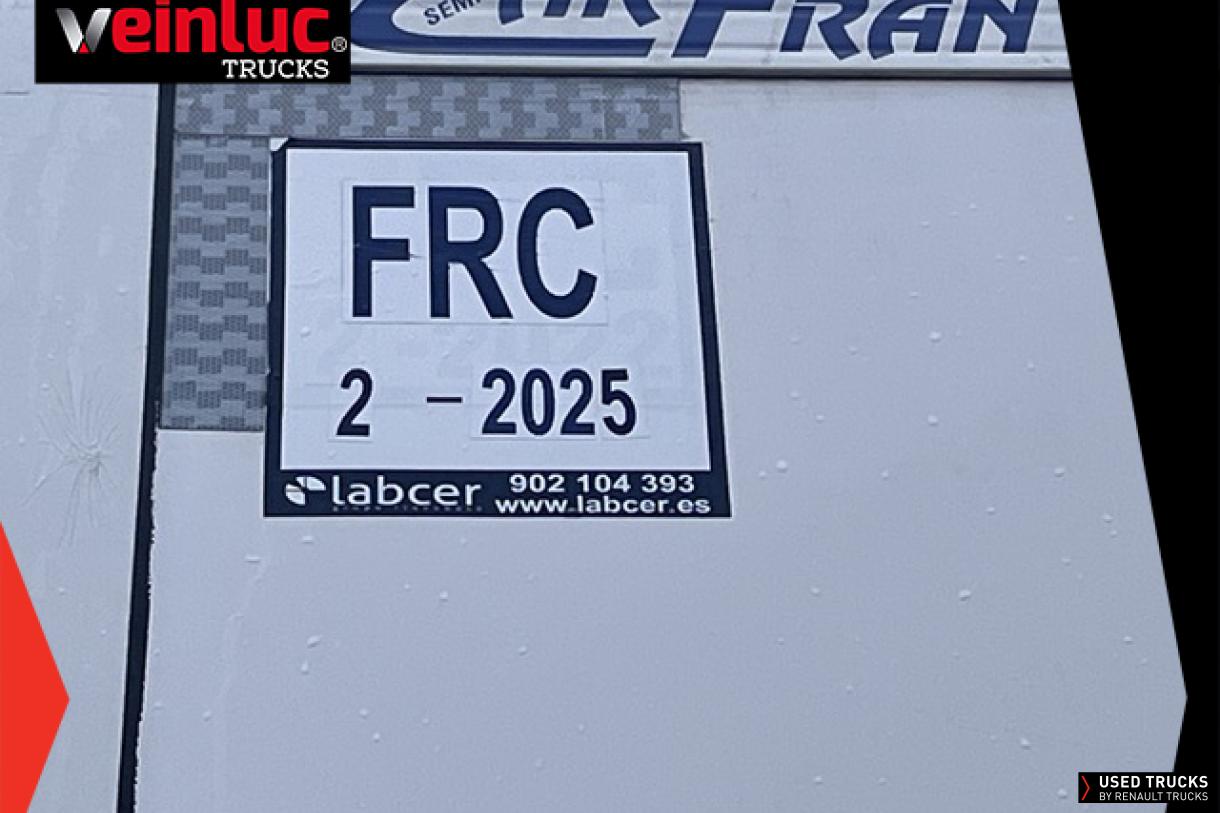 veinluc®
TRUCKS
FRAN
FRC
2 - 2025
labcer
902 104 393
www.labcer.es
USED TRUCKS
BY RENAULT TRUCKS